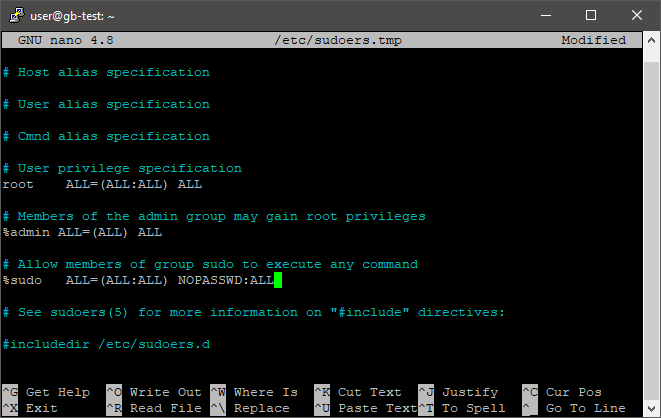 user@gb-test: ~
GNU nano 4.8 /etc/sudoers.tmp Modified
# Host alias specification
# User alias specification
# Cmnd alias specification
# User privilege specification
root ALL=(ALL:ALL) ALL
# Members of the admin group may gain root privileges
%admin ALL=(ALL) ALL
# Allow members of group sudo to execute any command
%sudo ALL=(ALL:ALL) NOPASSWD:ALL
# See sudoers(5) for more information on "#include" directives:
#includedir /etc/sudoers.d
^G Get Help ^O Write Out ^W Where Is ^K Cut Text ^J Justify ^C Cur Pos
^X Exit ^R Read File ^\ Replace ^U Paste Text ^T To Spell ^_ Go To Line